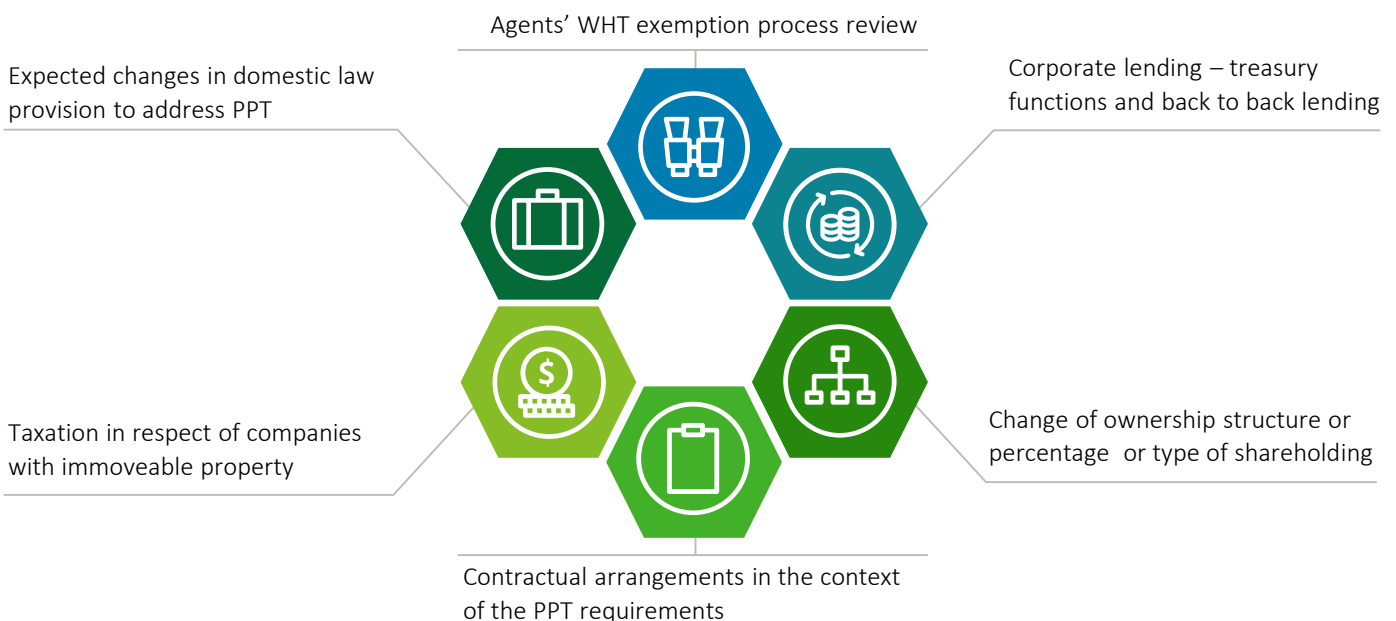 Agents’ WHT exemption process review
Expected changes in domestic law
provision to address PPT
Corporate lending – treasury
functions and back to back lending
$
Taxation in respect of companies
with immoveable property
Change of ownership structure or
percentage  or type of shareholding
Contractual arrangements in the context
of the PPT requirements